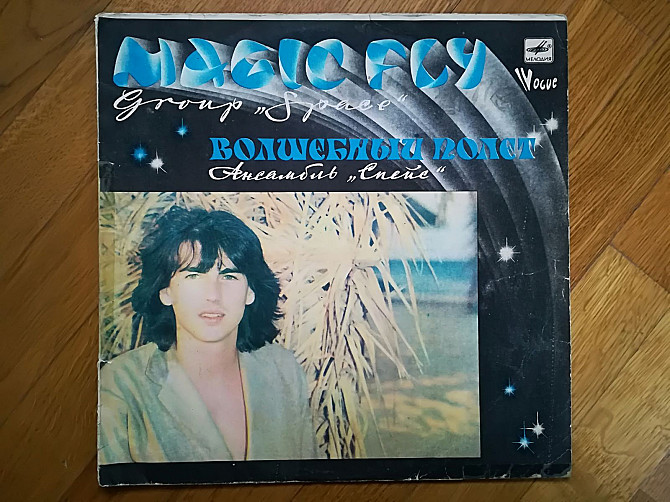 MAGIC FLY
Group „Space“
ВОЛШЕБНЫЙ ПОЛЕТ
Ансамбль „Спейс“
МЕЛОДИЯ
Vogue